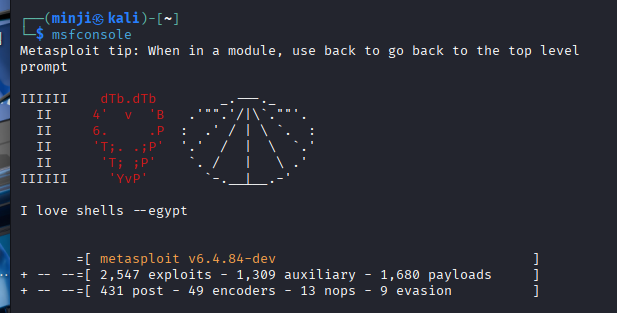 ┌──(minji㉿kali)-[~]
└─$ msfconsole
Metasploit tip: When in a module, use back to go back to the top level
prompt
IIIIII    dTb.dTb        _.---._
  II     4'  v  'B   .'"".'/|\`.""'.
  II     6.     .P  :  .' / | \ `.  :
  II     'T;. .;P'  '.'  /  |  \  `.'
  II      'T; ;P'    `. /   |   \ .'
IIIIII     'YvP'       `-.__|__.-'
I love shells --egypt
=[ metasploit v6.4.84-dev ]
+ -- --=[ 2,547 exploits - 1,309 auxiliary - 1,680 payloads ]
+ -- --=[ 431 post - 49 encoders - 13 nops - 9 evasion ]